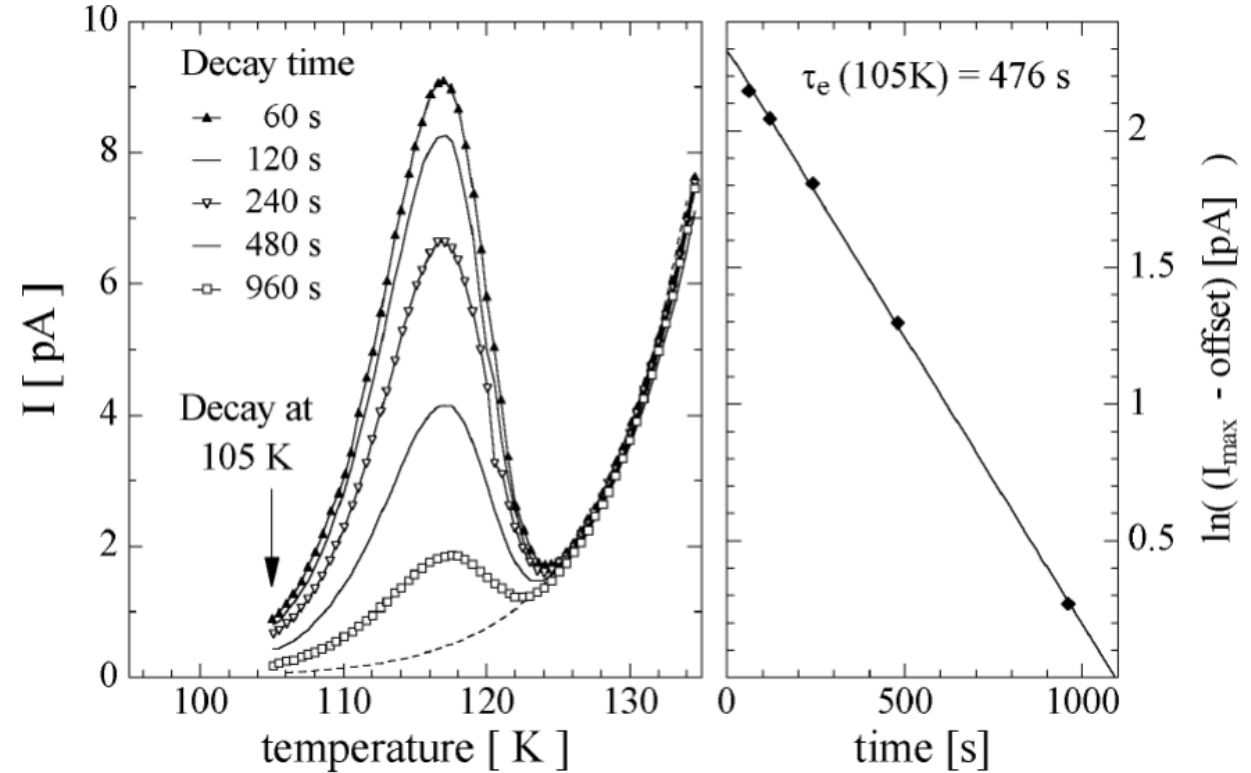 10
8
6
4
2
0
I [ pA ]
Decay time
60 s
120 s
240 s
480 s
960 s
Decay at
105 K
100 110 120 130
temperature [ K ]
τe (105K) = 476 s
2
1.5
1
0.5
ln( (Imax - offset) [pA] )
0 500 1000
time [s]